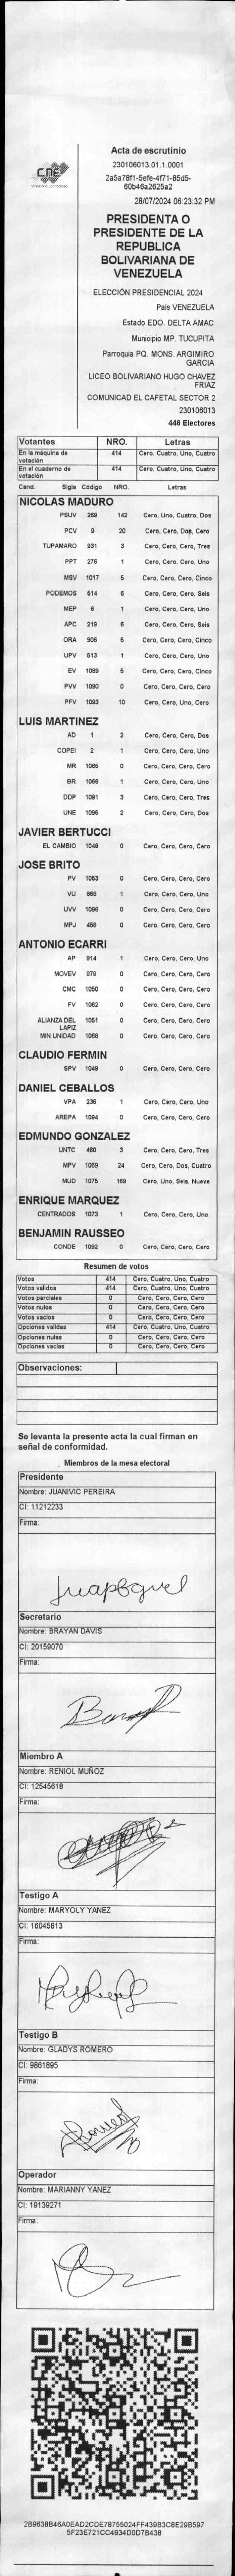 CNE
Acta de escrutinio
230106013.01.1.0001
2a5a78f1-5efe-4f71-85d5-
60b46a2625a2
28/07/2024 06:23:32 PM
PRESIDENTA O
PRESIDENTE DE LA
REPUBLICA
BOLIVARIANA DE
VENEZUELA
ELECCIÓN PRESIDENCIAL 2024
Pais VENEZUELA
Estado EDO. DELTA AMAC
Municipio MP. TUCUPITA
Parroquia PQ. MONS. ARGIMIRO
GARCIA
LICEO BOLIVARIANO HUGO CHAVEZ
FRIAZ
COMUNICAD EL CAFETAL SECTOR 2
230106013
446 Electores
Votantes NRO. Letras
En la máquina de votación 414 Cero, Cuatro, Uno, Cuatro
En el cuaderno de votación 414 Cero, Cuatro, Uno, Cuatro
Cand. Sigla Código NRO. Letras
NICOLAS MADURO
PSUV 269 142 Cero, Uno, Cuatro, Dos
PCV 9 20 Cero, Cero, Dos, Cero
TUPAMARO 931 3 Cero, Cero, Cero, Tres
PPT 276 1 Cero, Cero, Cero, Uno
MSV 1017 5 Cero, Cero, Cero, Cinco
PODEMOS 514 6 Cero, Cero, Cero, Seis
MEP 6 1 Cero, Cero, Cero, Uno
APC 219 6 Cero, Cero, Cero, Seis
ORA 906 5 Cero, Cero, Cero, Cinco
UPV 513 1 Cero, Cero, Cero, Uno
EV 1089 5 Cero, Cero, Cero, Cinco
PVV 1090 0 Cero, Cero, Cero, Cero
PFV 1093 10 Cero, Cero, Uno, Cero
LUIS MARTINEZ
AD 1 2 Cero, Cero, Cero, Dos
COPEI 2 1 Cero, Cero, Cero, Uno
MR 1065 0 Cero, Cero, Cero, Cero
BR 1066 1 Cero, Cero, Cero, Uno
DDP 1091 3 Cero, Cero, Cero, Tres
UNE 1095 2 Cero, Cero, Cero, Dos
JAVIER BERTUCCI
EL CAMBIO 1048 0 Cero, Cero, Cero, Cero
JOSE BRITO
PV 1053 0 Cero, Cero, Cero, Cero
VU 868 1 Cero, Cero, Cero, Uno
UVV 1096 0 Cero, Cero, Cero, Cero
MPJ 458 0 Cero, Cero, Cero, Cero
ANTONIO ECARRI
AP 914 1 Cero, Cero, Cero, Uno
MOVEV 979 0 Cero, Cero, Cero, Cero
CMC 1050 0 Cero, Cero, Cero, Cero
FV 1062 0 Cero, Cero, Cero, Cero
ALIANZA DEL LAPIZ 1051 0 Cero, Cero, Cero, Cero
MIN UNIDAD 1068 0 Cero, Cero, Cero, Cero
CLAUDIO FERMIN
SPV 1049 0 Cero, Cero, Cero, Cero
DANIEL CEBALLOS
VPA 236 1 Cero, Cero, Cero, Uno
AREPA 1094 0 Cero, Cero, Cero, Cero
EDMUNDO GONZALEZ
UNTC 460 3 Cero, Cero, Cero, Tres
MPV 1069 24 Cero, Cero, Dos, Cuatro
MUD 1075 169 Cero, Uno, Seis, Nueve
ENRIQUE MARQUEZ
CENTRADOS 1073 1 Cero, Cero, Cero, Uno
BENJAMIN RAUSSEO
CONDE 1092 0 Cero, Cero, Cero, Cero
Resumen de votos
Votos 414 Cero, Cuatro, Uno, Cuatro
Votos validos 414 Cero, Cuatro, Uno, Cuatro
Votos parciales 0 Cero, Cero, Cero, Cero
Votos nulos 0 Cero, Cero, Cero, Cero
Votos vacios 0 Cero, Cero, Cero, Cero
Opciones validas 414 Cero, Cuatro, Uno, Cuatro
Opciones nulas 0 Cero, Cero, Cero, Cero
Opciones vacias 0 Cero, Cero, Cero, Cero
Observaciones:
Se levanta la presente acta la cual firman en
señal de conformidad.
Miembros de la mesa electoral
Presidente
Nombre: JUANIVIC PEREIRA
CI: 11212233
Firma:
Secretario
Nombre: BRAYAN DAVIS
CI: 20159070
Firma:
Miembro A
Nombre: RENIOL MUÑOZ
CI: 12545618
Firma:
Testigo A
Nombre: MARYOLY YANEZ
CI: 16045813
Firma:
Testigo B
Nombre: GLADYS ROMERO
CI: 9861895
Firma:
Operador
Nombre: MARIANNY YANEZ
CI: 19139271
Firma:
2B9638B46A0EAD2CDE78755024FF439B3C8E29B597
5F23E721CC4934D0D7B438